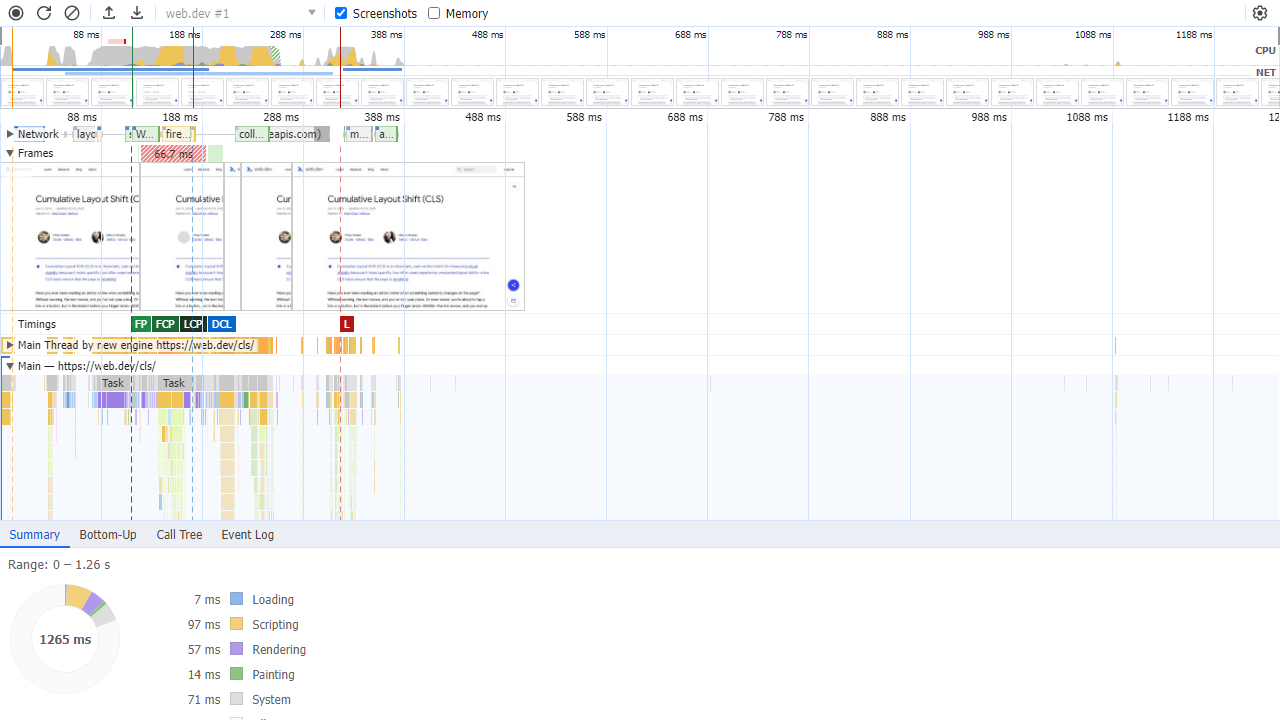 web.dev #1 Screenshots Memory
88 ms 188 ms 288 ms 388 ms 488 ms 588 ms 688 ms 788 ms 888 ms 988 ms 1088 ms 1188 ms
CPU
NET
88 ms 188 ms 288 ms 388 ms 488 ms 588 ms 688 ms 788 ms 888 ms 988 ms 1088 ms 1188 ms 12
Network layo s W... fire... coll... eapis.com) m... a...
Frames 66.7 ms
Cumulative Layout Shift (C Cumulative L C Cu Cumulative Layout Shift (CLS)
Timings FP FCP LCP DCL L
Main Thread by new engine https://web.dev/cls/
Main — https://web.dev/cls/
Task Task
Summary Bottom-Up Call Tree Event Log
Range: 0 – 1.26 s
1265 ms
7 ms Loading
97 ms Scripting
57 ms Rendering
14 ms Painting
71 ms System